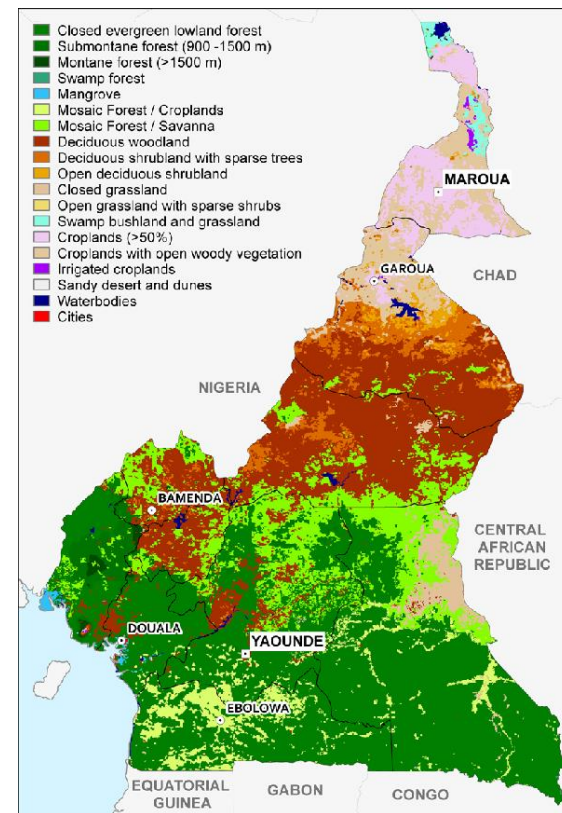 Closed evergreen lowland forest
Submontane forest (900 -1500 m)
Montane forest (>1500 m)
Swamp forest
Mangrove
Mosaic Forest / Croplands
Mosaic Forest / Savanna
Deciduous woodland
Deciduous shrubland with sparse trees
Open deciduous shrubland
Closed grassland
Open grassland with sparse shrubs
Swamp bushland and grassland
Croplands (>50%)
Croplands with open woody vegetation
Irrigated croplands
Sandy desert and dunes
Waterbodies
Cities
MAROUA
GAROUA
CHAD
NIGERIA
BAMENDA
CENTRAL
AFRICAN
REPUBLIC
DOUALA
YAOUNDE
EBOLOWA
EQUATORIAL
GUINEA
GABON
CONGO